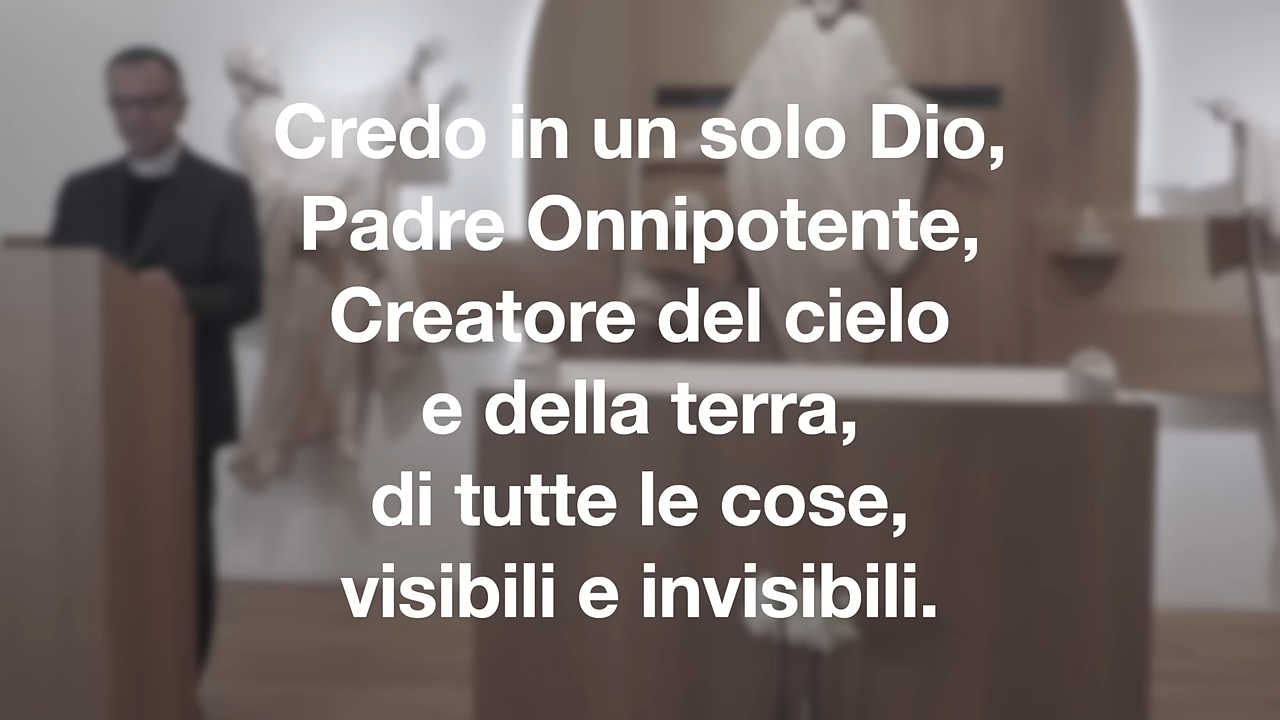 Credo in un solo Dio,
Padre Onnipotente,
Creatore del cielo
e della terra,
di tutte le cose,
visibili e invisibili.